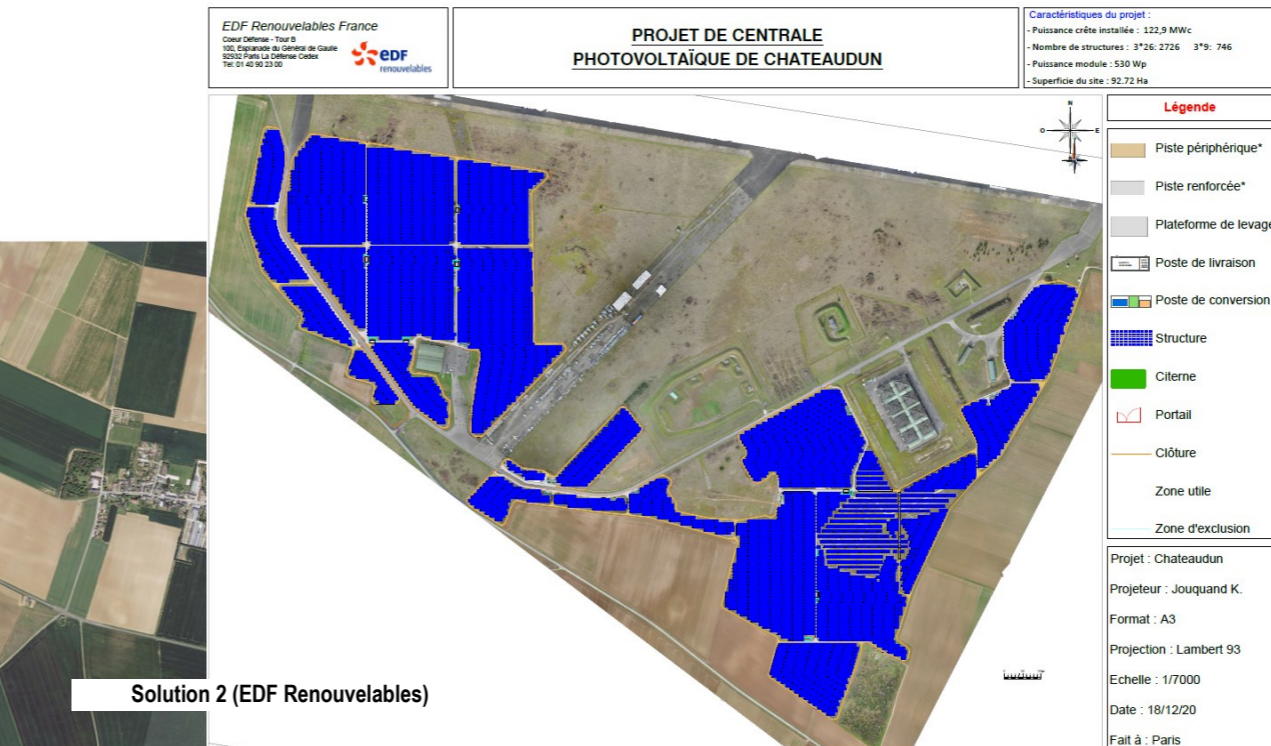 EDF Renouvelables France
Coeur Défense - Tour B
100, Esplanade du Général de Gaulle
92932 Paris La Défense Cedex
Tel: 01 40 90 23 00
edf
renouvelables
PROJET DE CENTRALE
PHOTOVOLTAÏQUE DE CHATEAUDUN
Caractéristiques du projet :
- Puissance crête installée : 122,9 MWc
- Nombre de structures : 3*26: 2726 3*9: 746
- Puissance module : 530 Wp
- Superficie du site : 92.72 Ha
N
O
E
Légende
Piste périphérique*
Piste renforcée*
Plateforme de levage
Poste de livraison
Poste de conversion
Structure
Citerne
Portail
Clôture
Zone utile
Zone d'exclusion
Projet : Chateaudun
Projeteur : Jouquand K.
Format : A3
Projection : Lambert 93
Echelle : 1/7000
Date : 18/12/20
Fait à : Paris
Solution 2 (EDF Renouvelables)